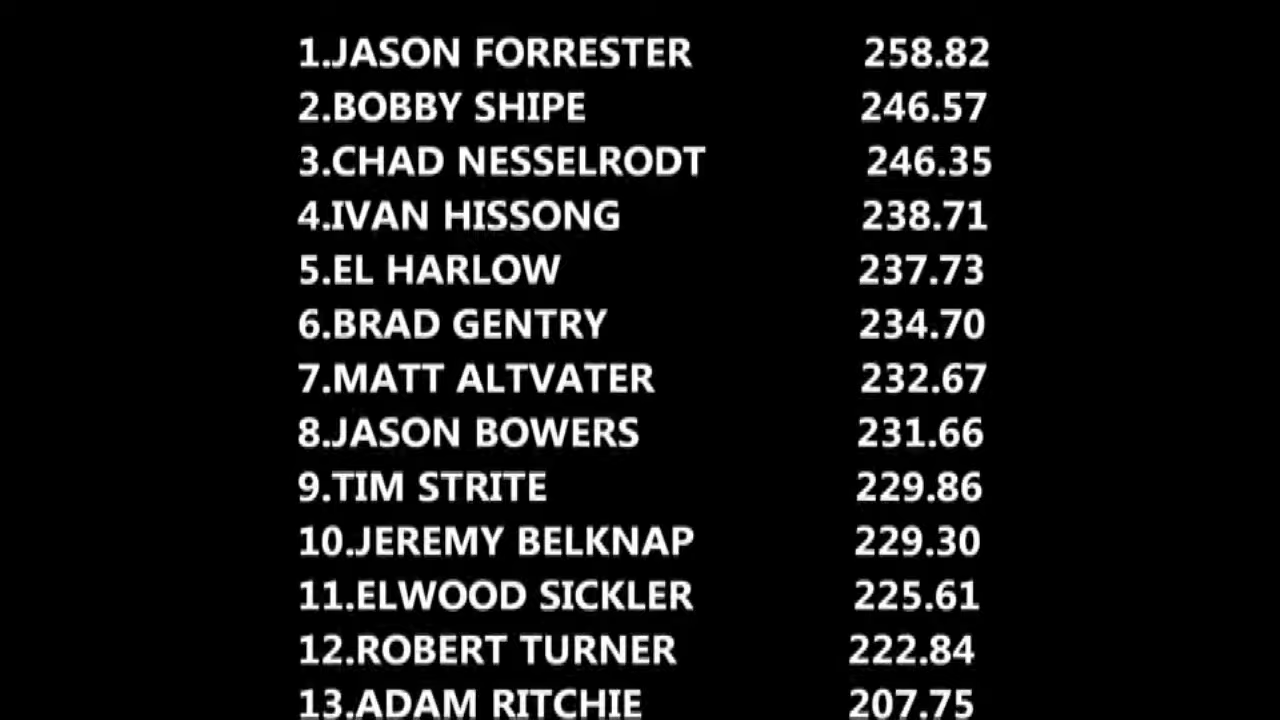 1.JASON FORRESTER 258.82
2.BOBBY SHIPE 246.57
3.CHAD NESSELRODT 246.35
4.IVAN HISSONG 238.71
5.EL HARLOW 237.73
6.BRAD GENTRY 234.70
7.MATT ALTVATER 232.67
8.JASON BOWERS 231.66
9.TIM STRITE 229.86
10.JEREMY BELKNAP 229.30
11.ELWOOD SICKLER 225.61
12.ROBERT TURNER 222.84
13.ADAM RITCHIE 207.75